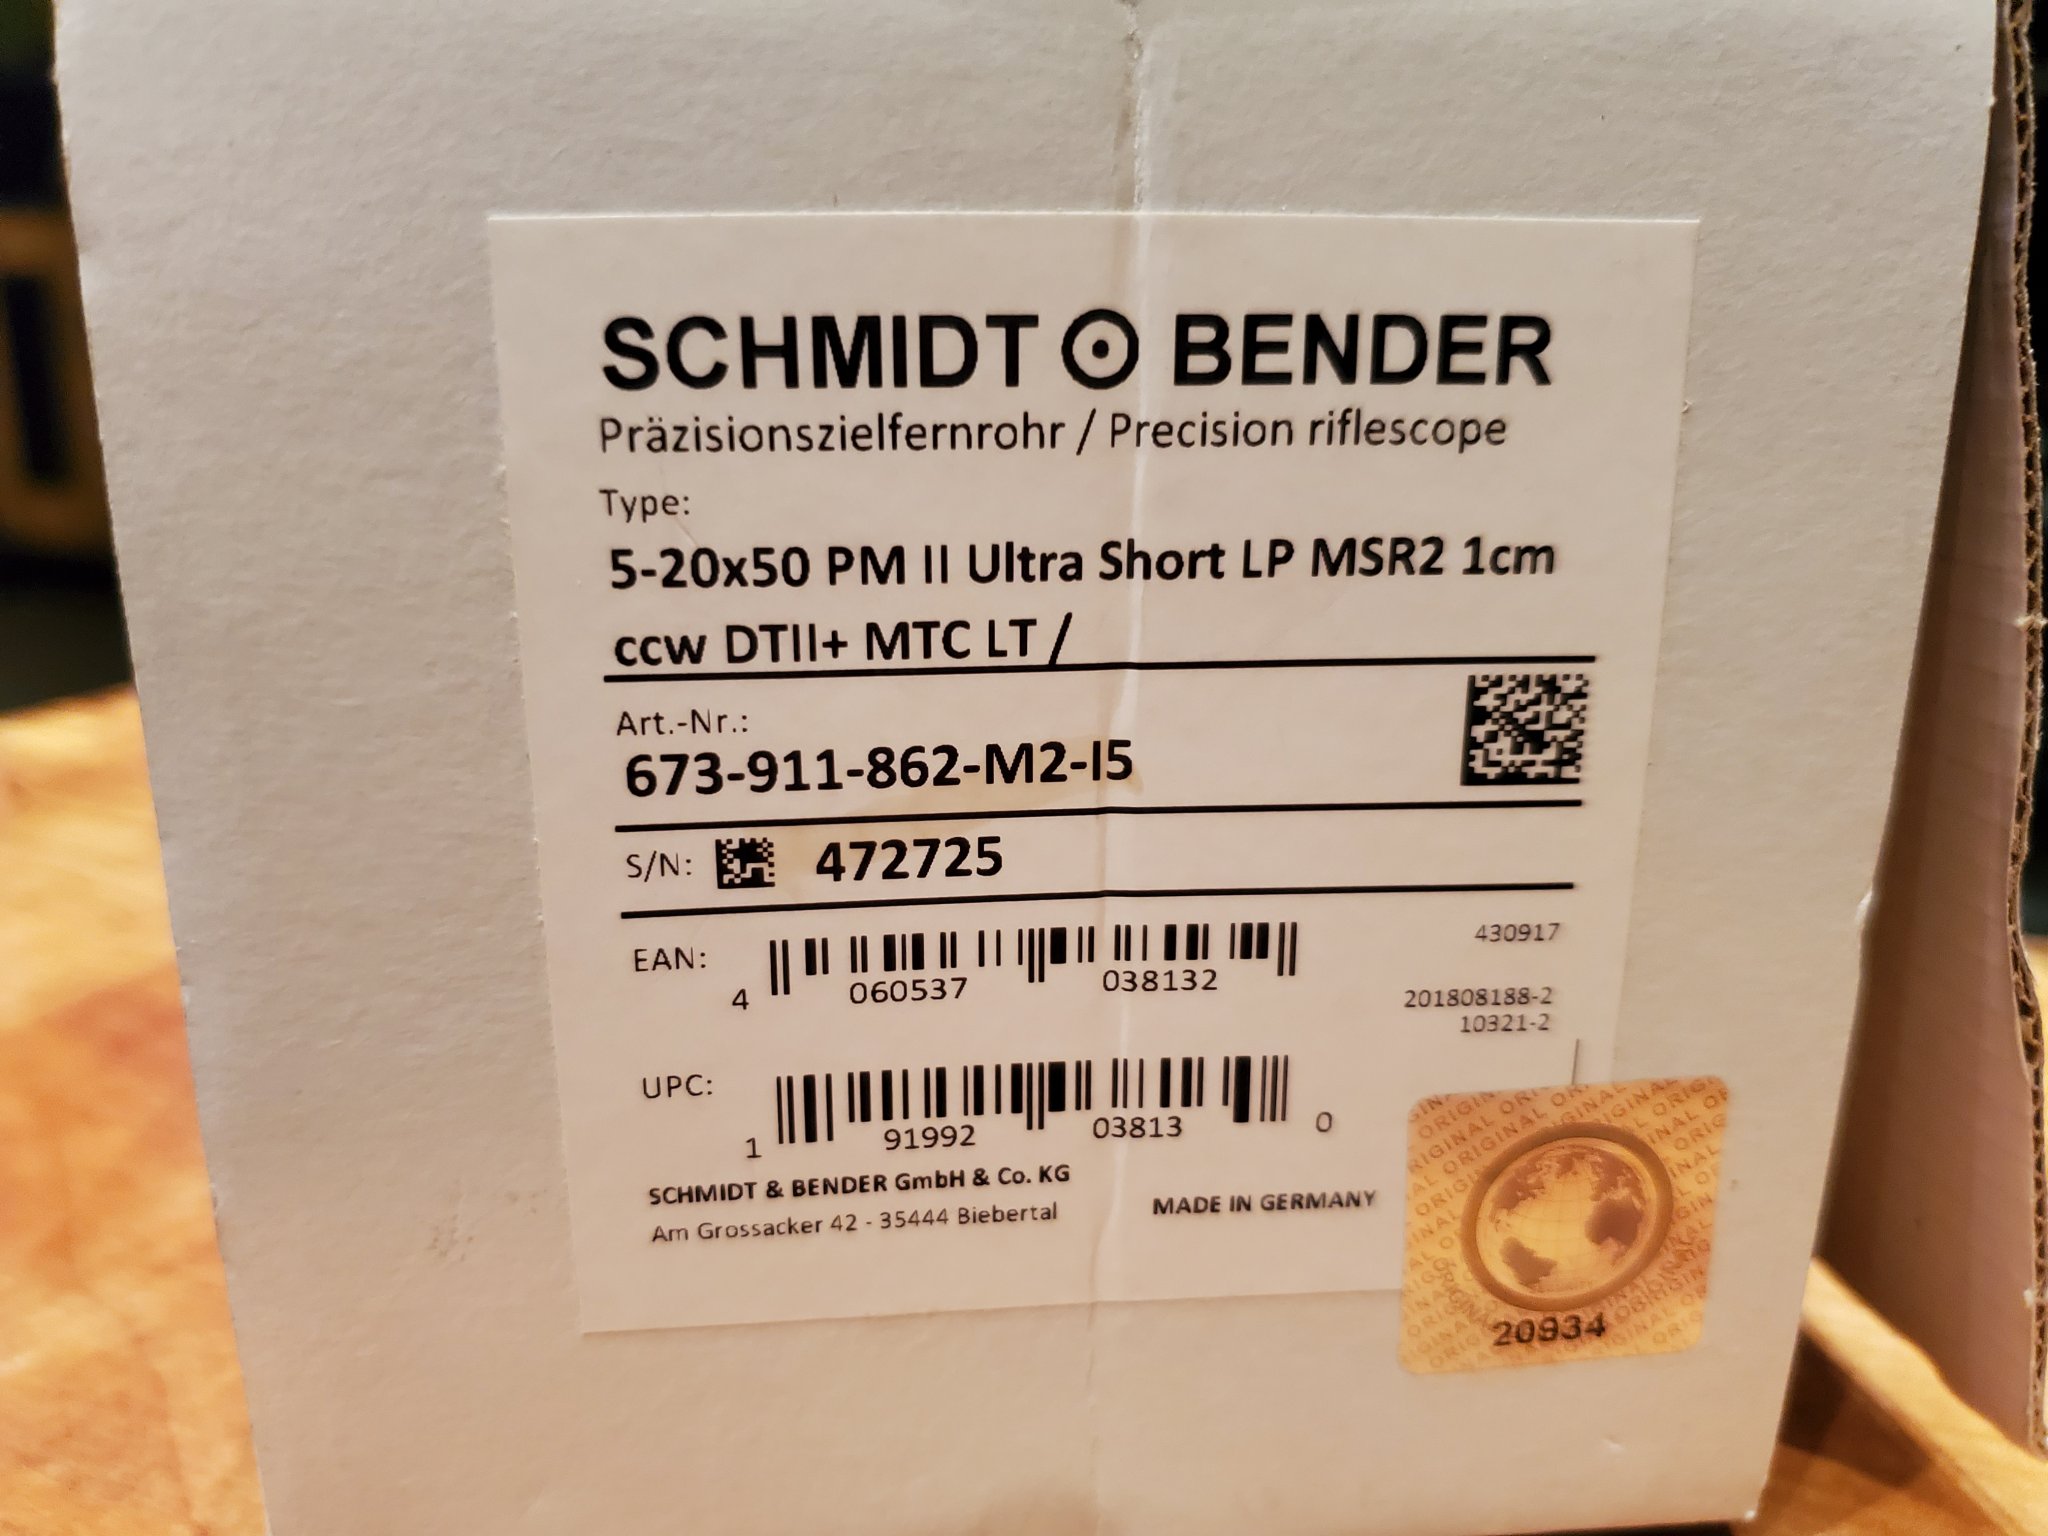 SCHMIDT BENDER
Präzisionszielfernrohr / Precision riflescope
Type:
5-20x50 PM II Ultra Short LP MSR2 1cm
ccw DTII+ MTC LT /
Art.-Nr.:
673-911-862-M2-I5
S/N: 472725
EAN: 4 060537 038132
430917
201808188-2
10321-2
UPC: 1 91992 03813 0
SCHMIDT & BENDER GmbH & Co. KG
Am Grossacker 42 - 35444 Biebertal
MADE IN GERMANY
ORIGINAL
20934